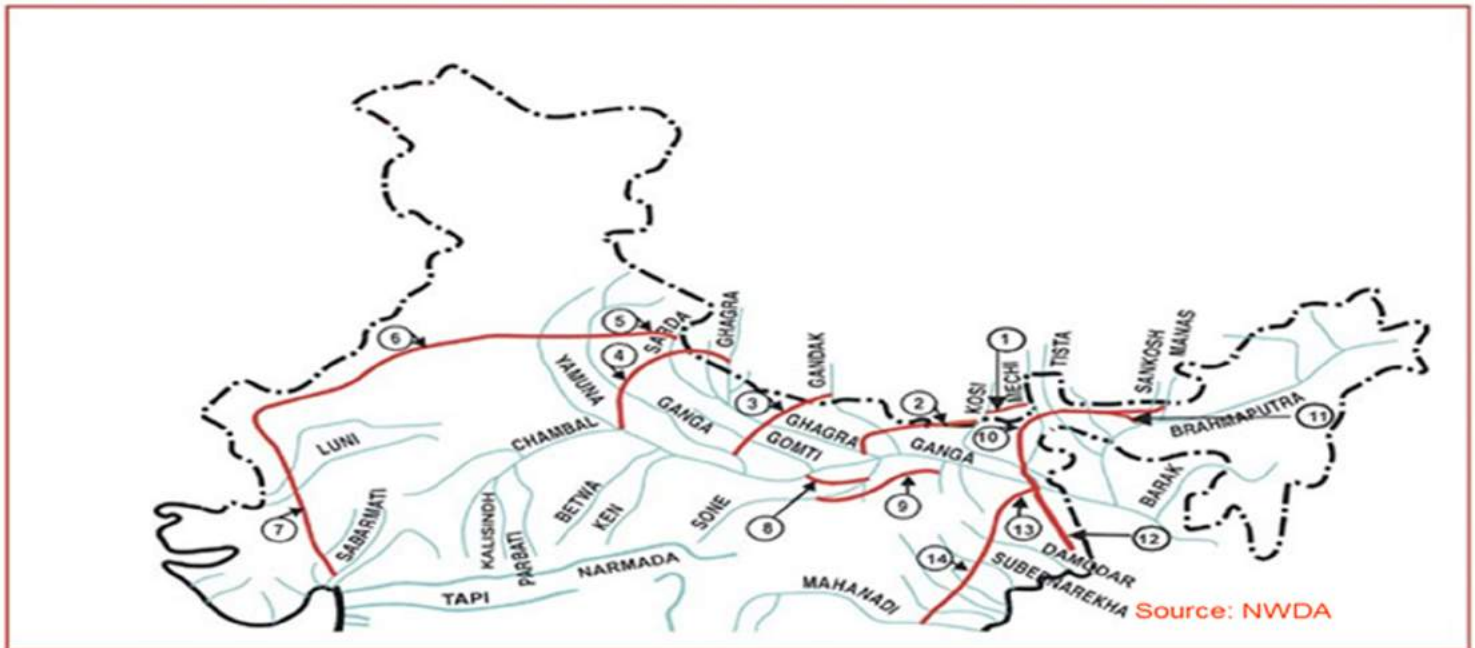 1
2
3
4
5
6
7
8
9
10
11
12
13
14
SARDA
GHAGRA
GANDAK
KOSI
MECHI
TISTA
SANKOSH
MANAS
BRAHMAPUTRA
BARAK
YAMUNA
GANGA
GHAGRA
GOMTI
GANGA
LUNI
CHAMBAL
SABARMATI
KALISINDH
PARBATI
BETWA
KEN
SONE
NARMADA
TAPI
MAHANADI
DAMODAR
SUBERNAREKHA
Source: NWDA